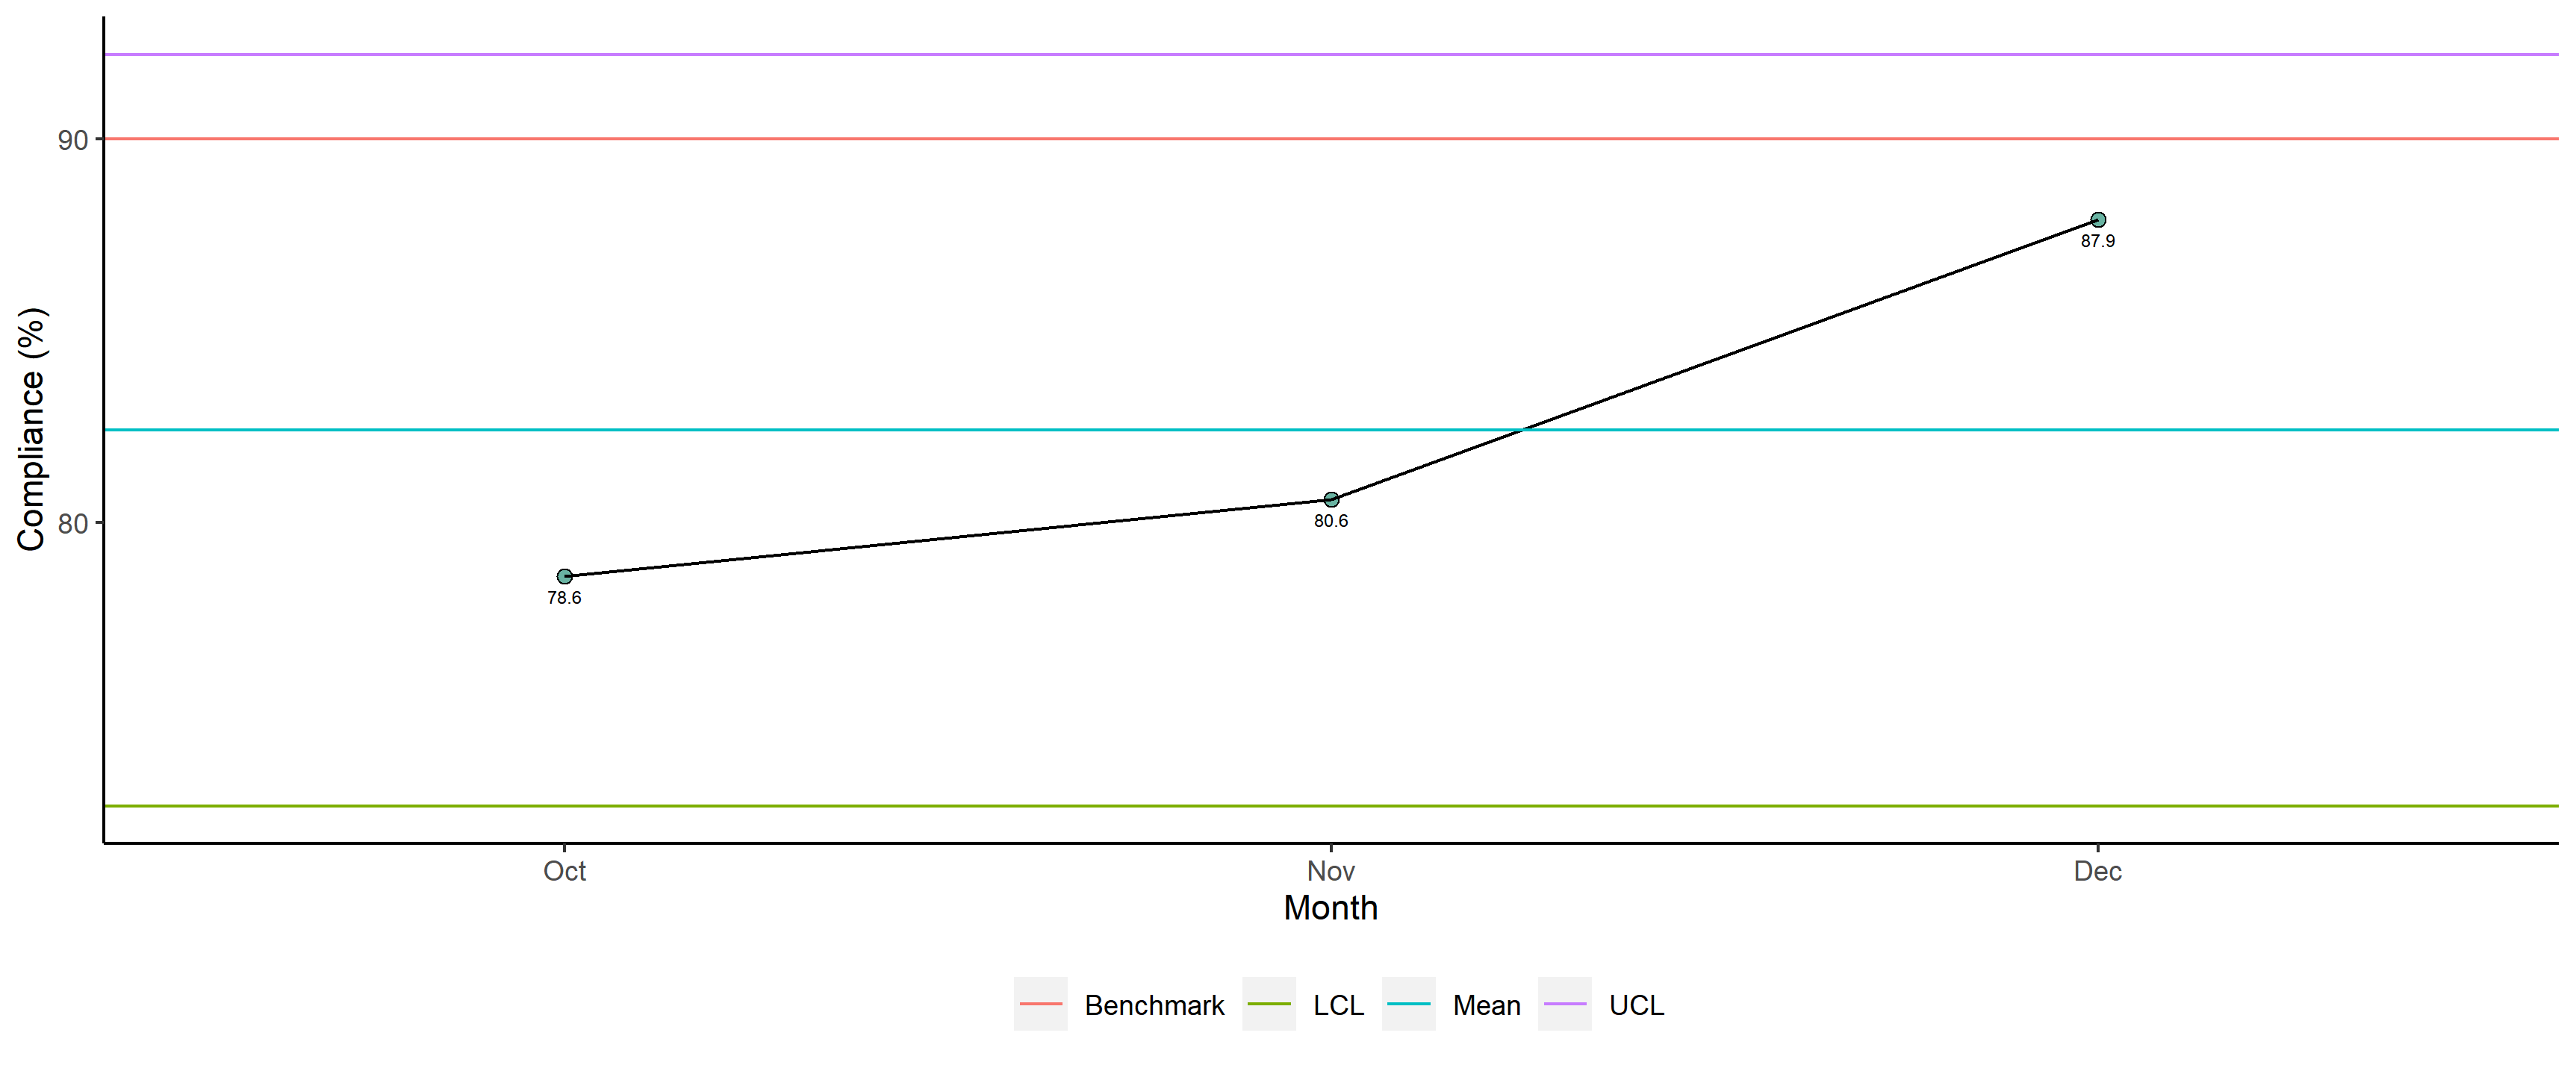 Compliance (%)
90
80
87.9
80.6
78.6
Oct Nov Dec
Month
Benchmark LCL Mean UCL